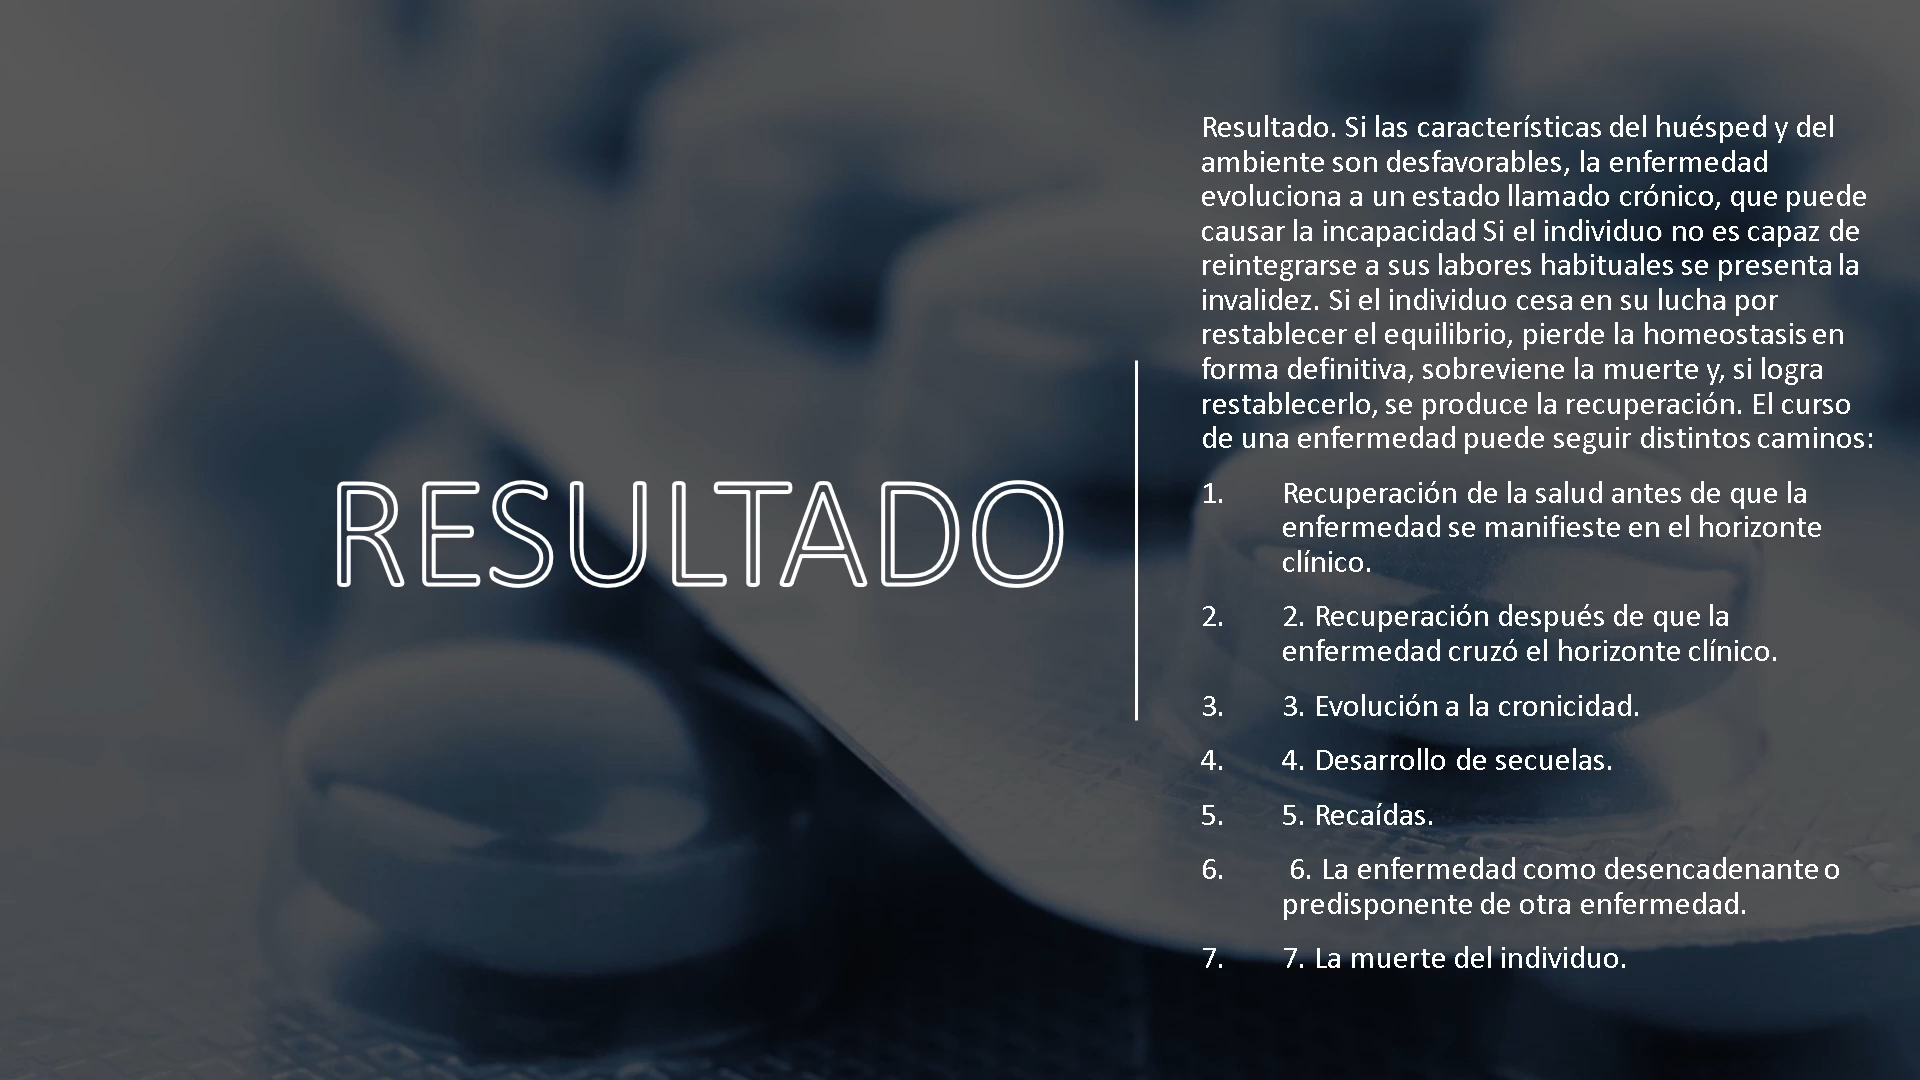 RESULTADO
Resultado. Si las características del huésped y del
ambiente son desfavorables, la enfermedad
evoluciona a un estado llamado crónico, que puede
causar la incapacidad Si el individuo no es capaz de
reintegrarse a sus labores habituales se presenta la
invalidez. Si el individuo cesa en su lucha por
restablecer el equilibrio, pierde la homeostasis en
forma definitiva, sobreviene la muerte y, si logra
restablecerlo, se produce la recuperación. El curso
de una enfermedad puede seguir distintos caminos:
1. Recuperación de la salud antes de que la
enfermedad se manifieste en el horizonte
clínico.
2. 2. Recuperación después de que la
enfermedad cruzó el horizonte clínico.
3. 3. Evolución a la cronicidad.
4. 4. Desarrollo de secuelas.
5. 5. Recaídas.
6. 6. La enfermedad como desencadenante o
predisponente de otra enfermedad.
7. 7. La muerte del individuo.